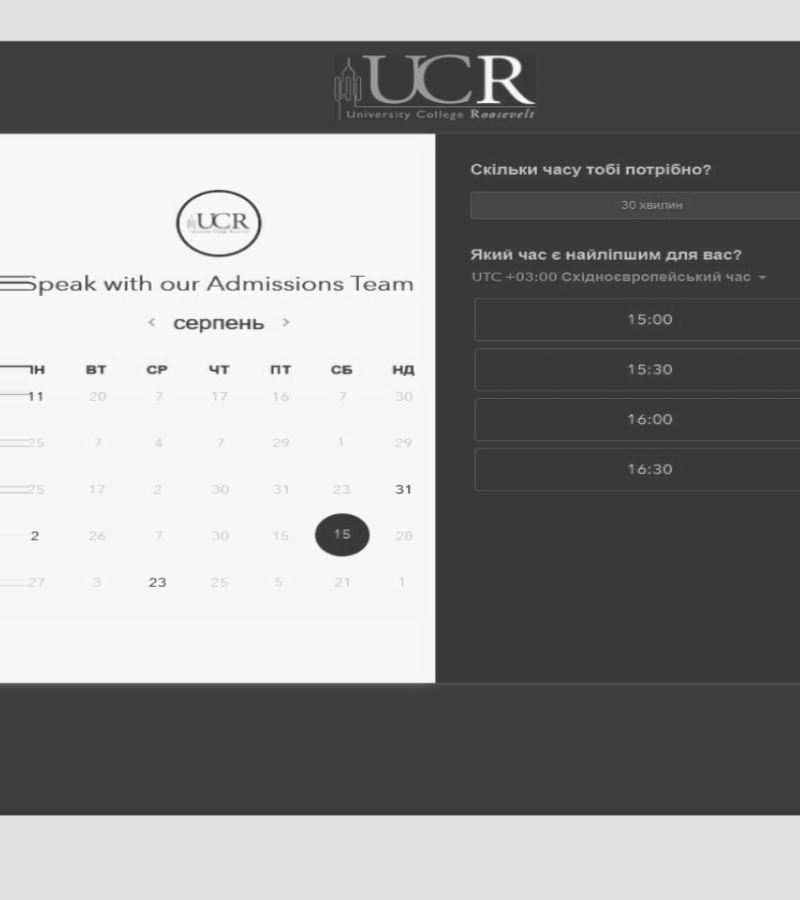 UCR
University College Roosevelt
UCR
Speak with our Admissions Team
‹ серпень ›
ВТ СР ЧТ ПТ СБ НД
11 20 7 17 16 7 30
25 7 4 7 29 1 29
25 17 2 30 31 23 31
2 26 7 30 15 15 28
27 3 23 25 5 21 1
Скільки часу тобі потрібно?
30 хвилин
Який час є найліпшим для вас?
UTC +03:00 Східноєвропейський час
15:00
15:30
16:00
16:30